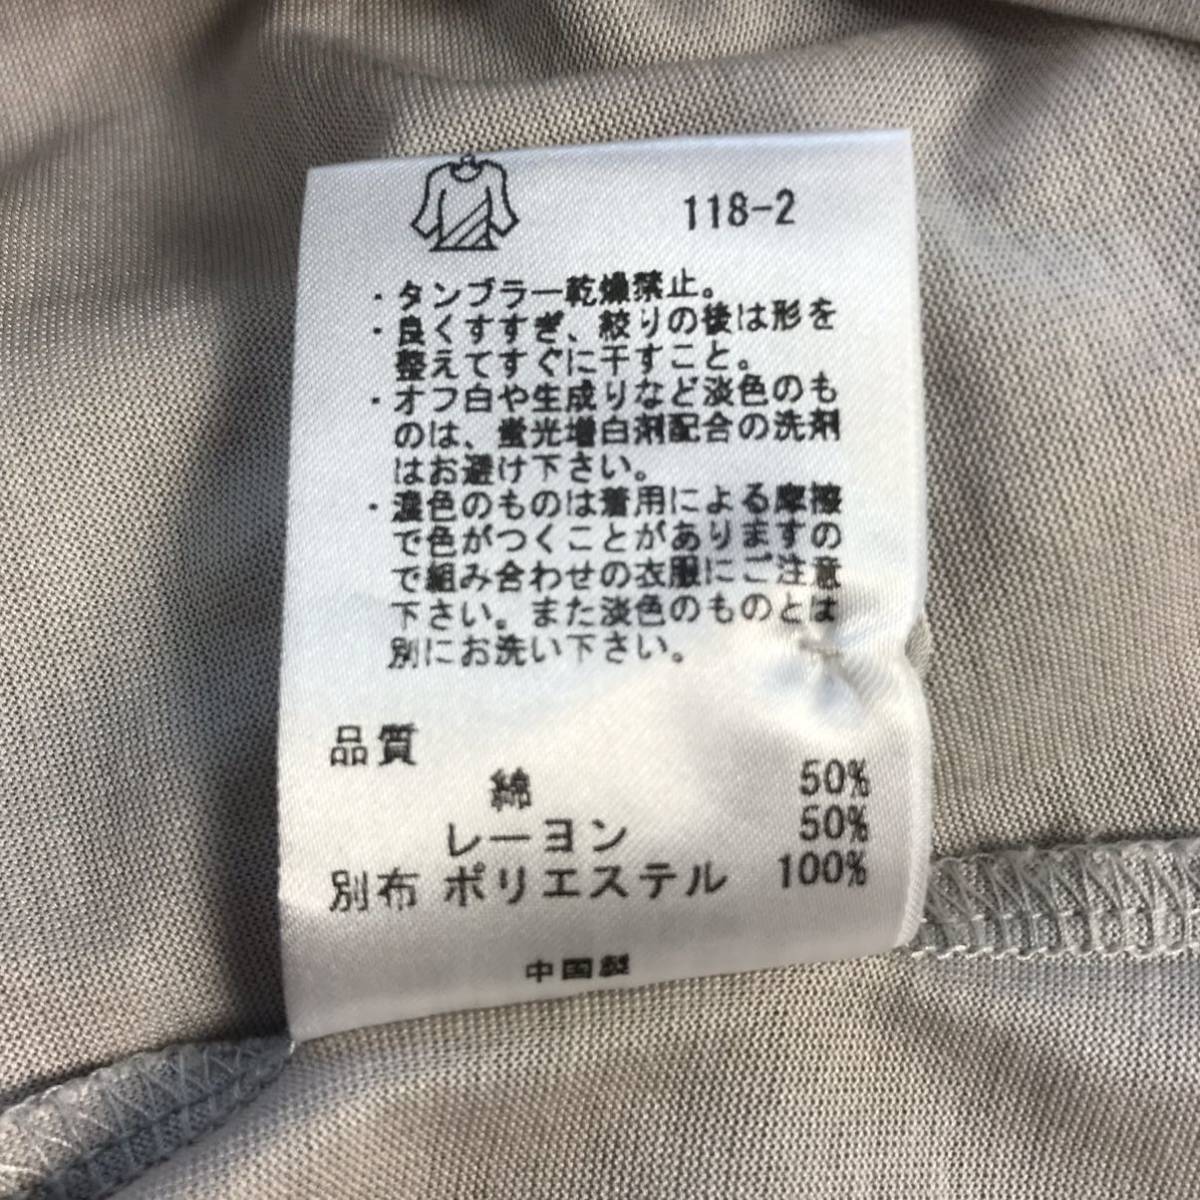 118-2
・タンブラー乾燥禁止。
・良くすすぎ、絞りの後は形を
整えてすぐに干すこと。
・オフ白や生成りなど淡色のも
のは、蛍光増白剤配合の洗剤
はお避け下さい。
・濃色のものは着用による摩擦
で色がつくことがありますの
で組み合わせの衣服にご注意
下さい。また淡色のものとは
別にお洗い下さい。
品質
綿 50%
レーヨン 50%
別布 ポリエステル 100%
中国製